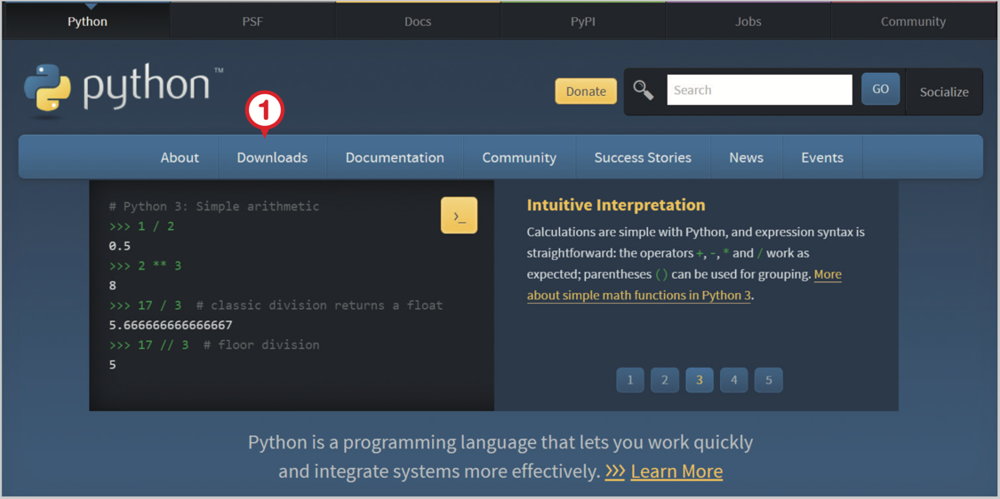 Python PSF Docs PyPI Jobs Community
python™
Donate Search GO Socialize
1
About Downloads Documentation Community Success Stories News Events
# Python 3: Simple arithmetic
>>> 1 / 2
0.5
>>> 2 ** 3
8
>>> 17 / 3  # classic division returns a float
5.666666666666667
>>> 17 // 3  # floor division
5
>_
Intuitive Interpretation
Calculations are simple with Python, and expression syntax is
straightforward: the operators +, -, * and / work as
expected; parentheses () can be used for grouping. More
about simple math functions in Python 3.
1 2 3 4 5
Python is a programming language that lets you work quickly
and integrate systems more effectively. >>> Learn More